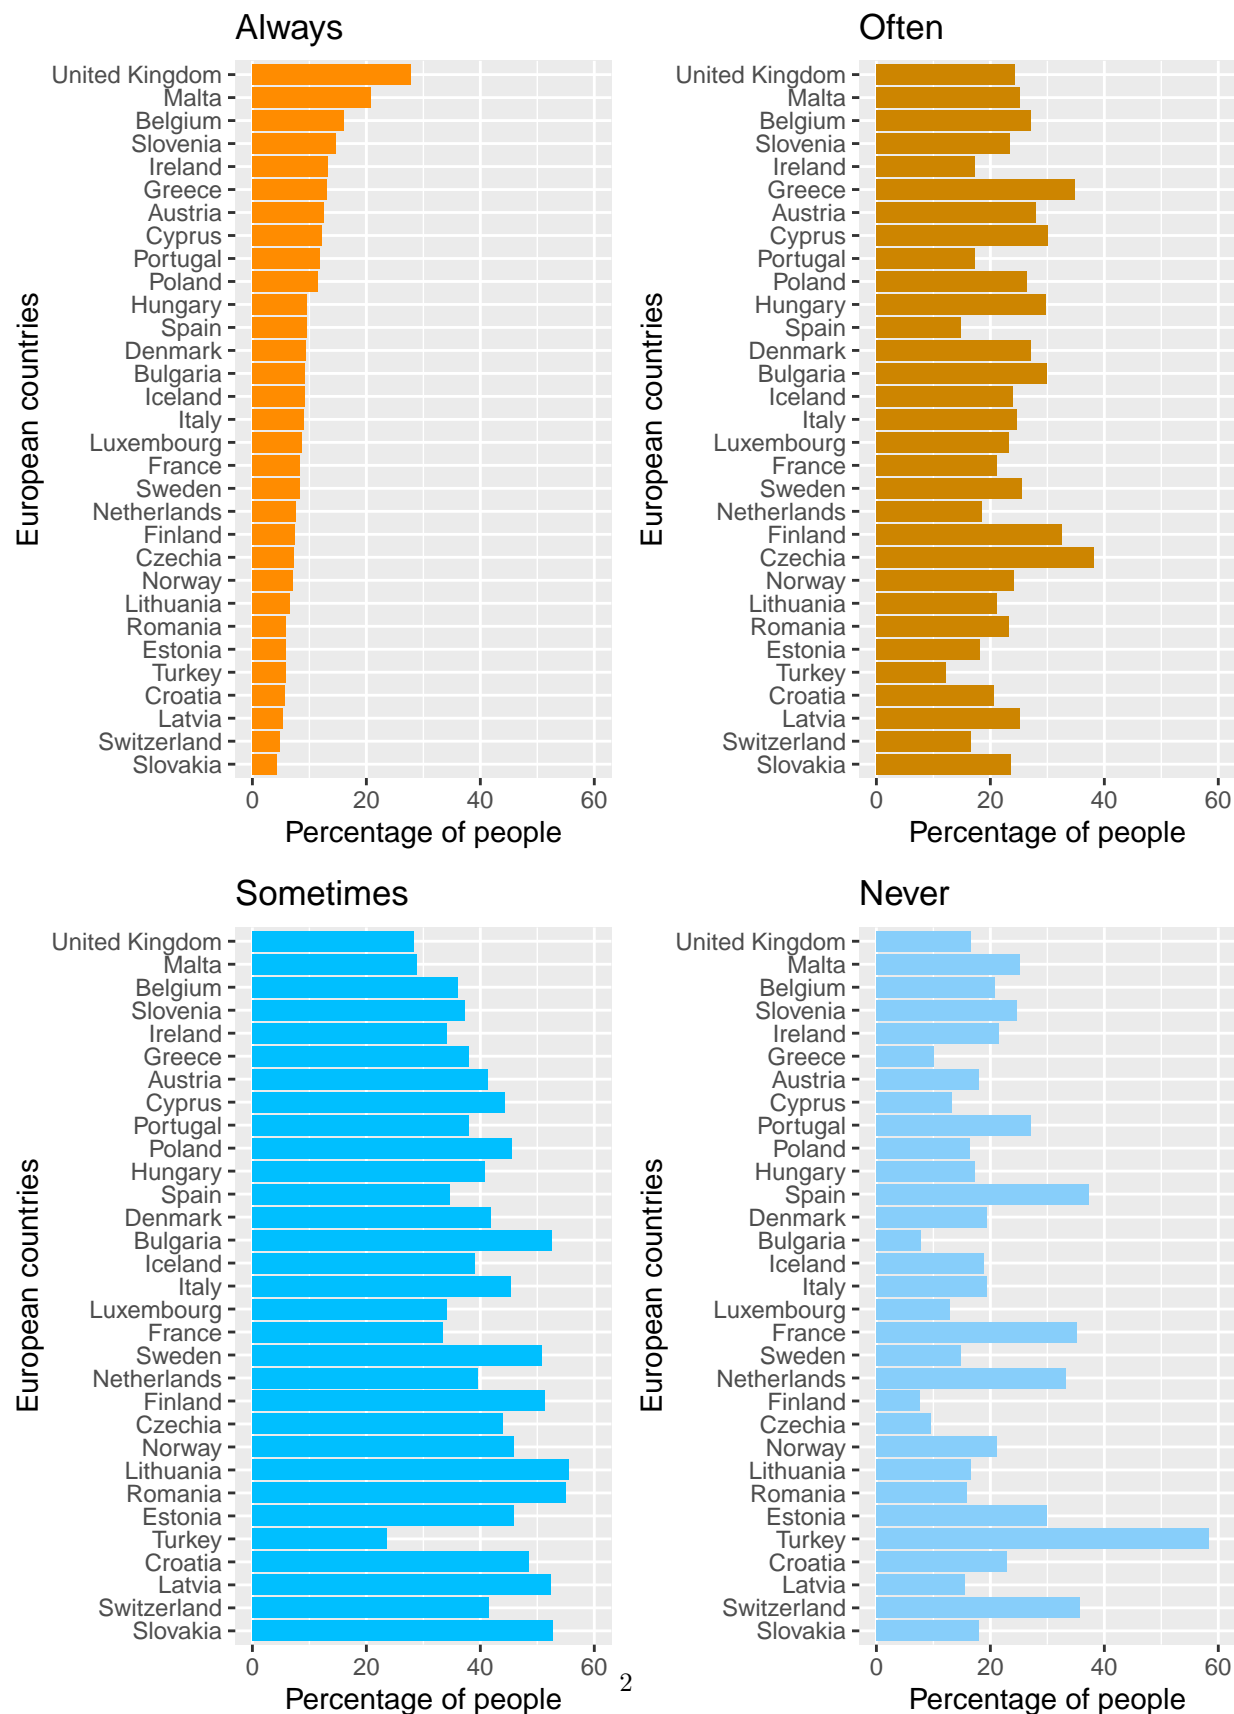 Always
United Kingdom
Malta
Belgium
Slovenia
Ireland
Greece
Austria
Cyprus
Portugal
Poland
Hungary
Spain
Denmark
Bulgaria
Iceland
Italy
Luxembourg
France
Sweden
Netherlands
Finland
Czechia
Norway
Lithuania
Romania
Estonia
Turkey
Croatia
Latvia
Switzerland
Slovakia
European countries
0 20 40 60
Percentage of people
Often
United Kingdom
Malta
Belgium
Slovenia
Ireland
Greece
Austria
Cyprus
Portugal
Poland
Hungary
Spain
Denmark
Bulgaria
Iceland
Italy
Luxembourg
France
Sweden
Netherlands
Finland
Czechia
Norway
Lithuania
Romania
Estonia
Turkey
Croatia
Latvia
Switzerland
Slovakia
European countries
0 20 40 60
Percentage of people
Sometimes
United Kingdom
Malta
Belgium
Slovenia
Ireland
Greece
Austria
Cyprus
Portugal
Poland
Hungary
Spain
Denmark
Bulgaria
Iceland
Italy
Luxembourg
France
Sweden
Netherlands
Finland
Czechia
Norway
Lithuania
Romania
Estonia
Turkey
Croatia
Latvia
Switzerland
Slovakia
European countries
0 20 40 60
Percentage of people
Never
United Kingdom
Malta
Belgium
Slovenia
Ireland
Greece
Austria
Cyprus
Portugal
Poland
Hungary
Spain
Denmark
Bulgaria
Iceland
Italy
Luxembourg
France
Sweden
Netherlands
Finland
Czechia
Norway
Lithuania
Romania
Estonia
Turkey
Croatia
Latvia
Switzerland
Slovakia
European countries
0 20 40 60
Percentage of people
2